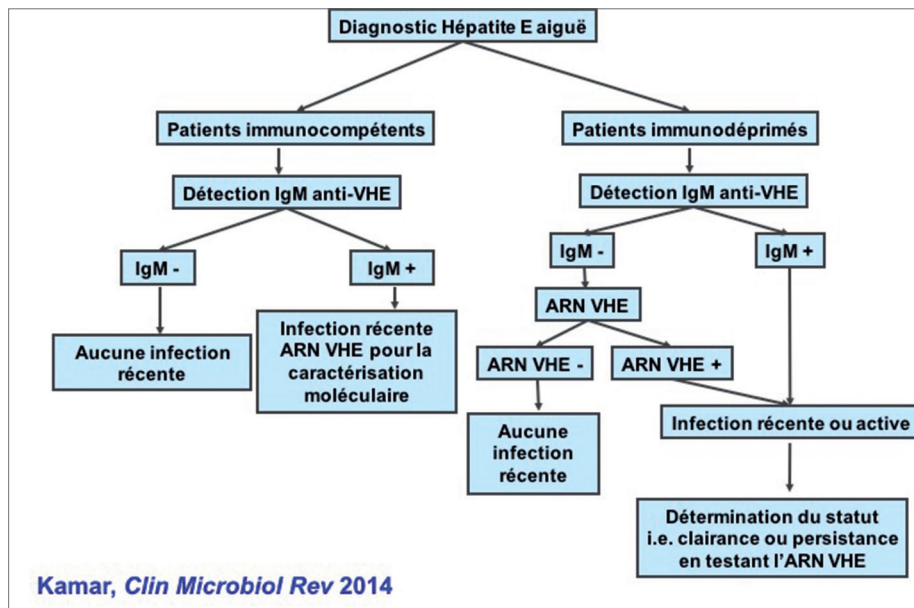 Diagnostic Hépatite E aiguë
Patients immunocompétents
Patients immunodéprimés
Détection IgM anti-VHE
Détection IgM anti-VHE
IgM -
IgM +
IgM -
IgM +
ARN VHE
Aucune infection
récente
Infection récente
ARN VHE pour la
caractérisation
moléculaire
ARN VHE -
ARN VHE +
Aucune
infection
récente
Infection récente ou active
Détermination du statut
i.e. clairance ou persistance
en testant l'ARN VHE
Kamar, Clin Microbiol Rev 2014